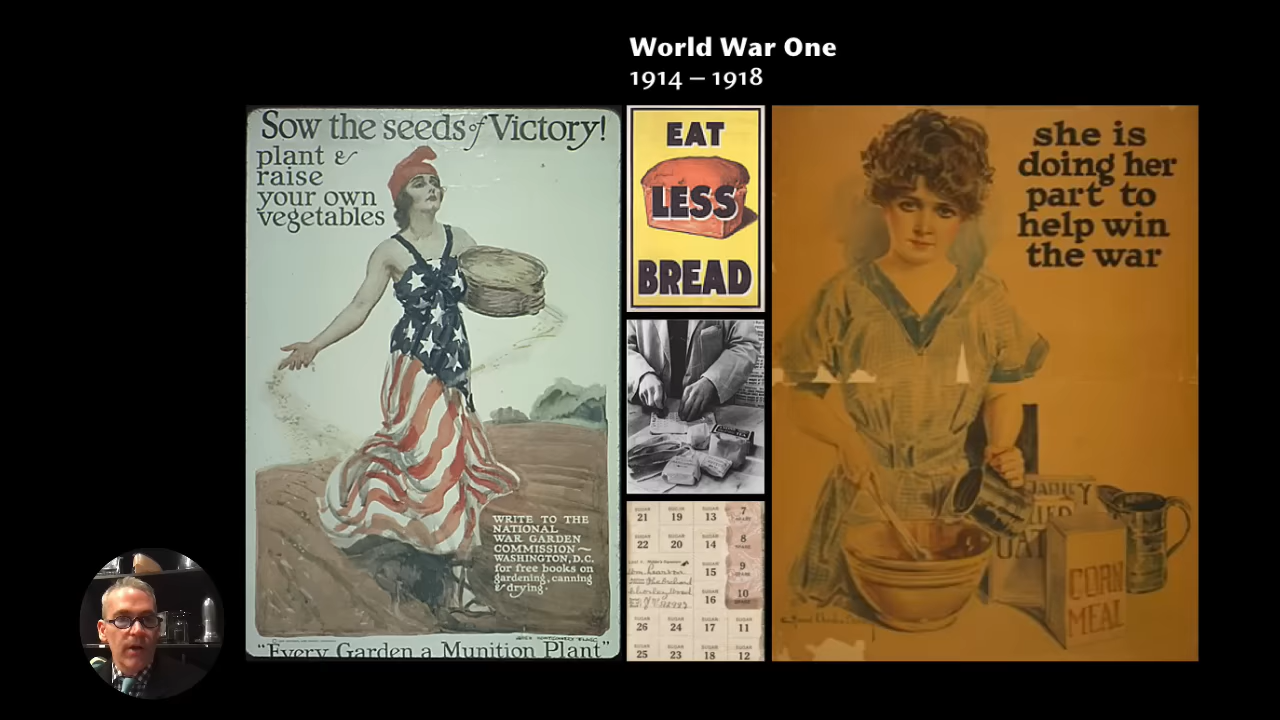 World War One
1914 – 1918
Sow the seeds of Victory!
plant &
raise
your own
vegetables
WRITE TO THE
NATIONAL
WAR GARDEN
COMMISSION~
WASHINGTON, D.C.
for free books on
gardening, canning
& drying.
"Every Garden a Munition Plant"
EAT
LESS
BREAD
SUGAR SUGAR SUGAR
21 19 13 7
22 20 14 8
15 9
16 10
26 24 17 11
25 23 18 12
she is
doing her
part to
help win
the war
CORN
MEAL